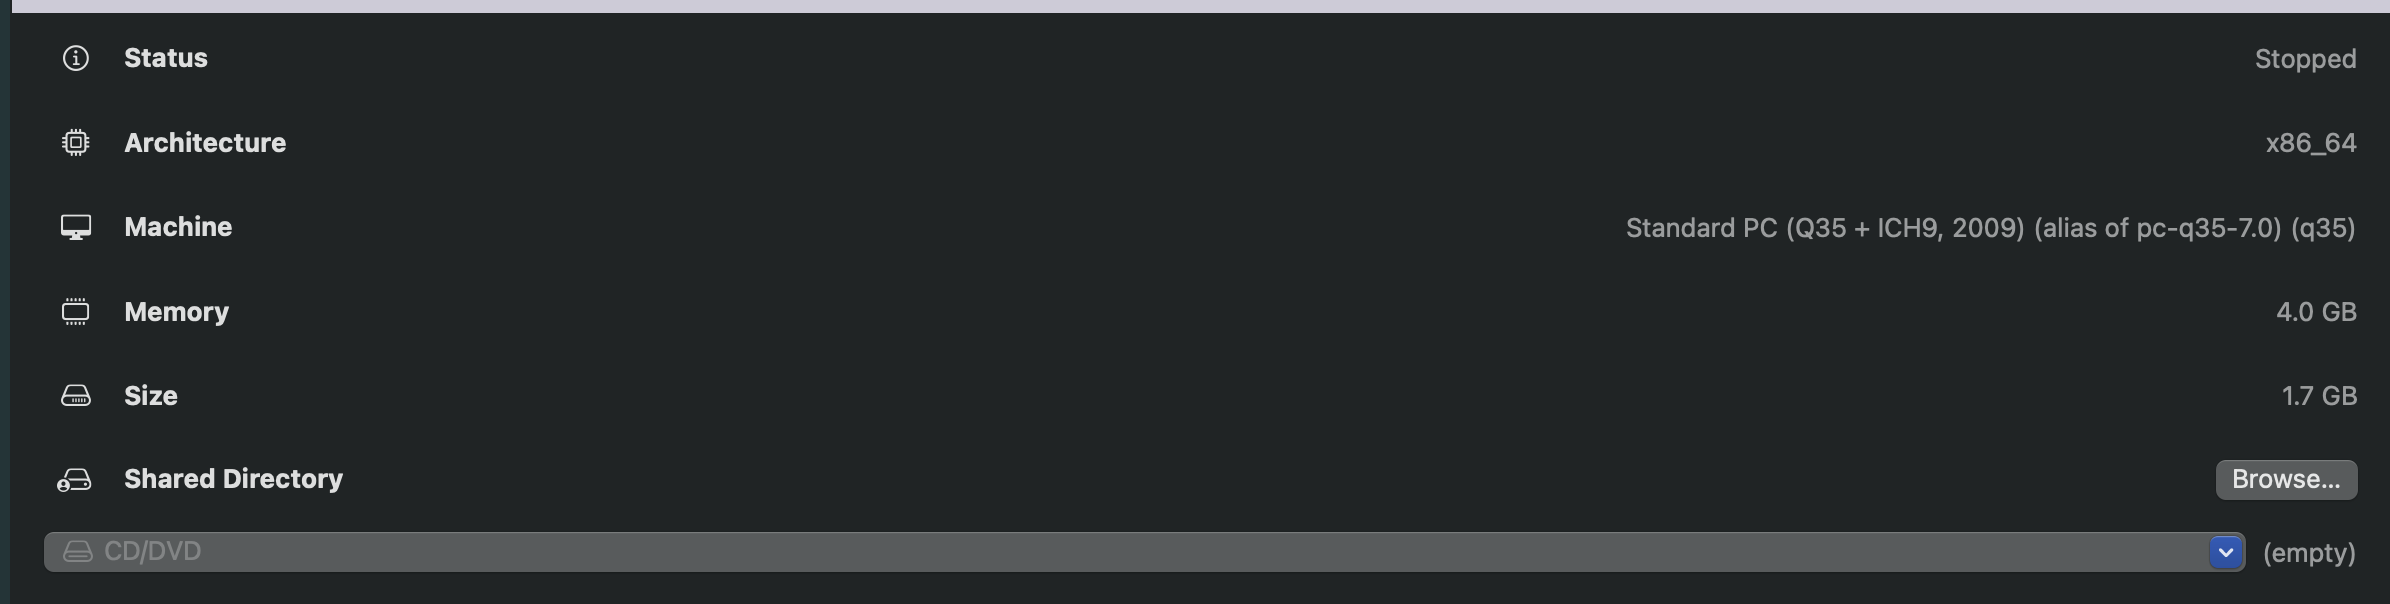 Status Stopped
Architecture x86_64
Machine Standard PC (Q35 + ICH9, 2009) (alias of pc-q35-7.0) (q35)
Memory 4.0 GB
Size 1.7 GB
Shared Directory Browse...
CD/DVD (empty)